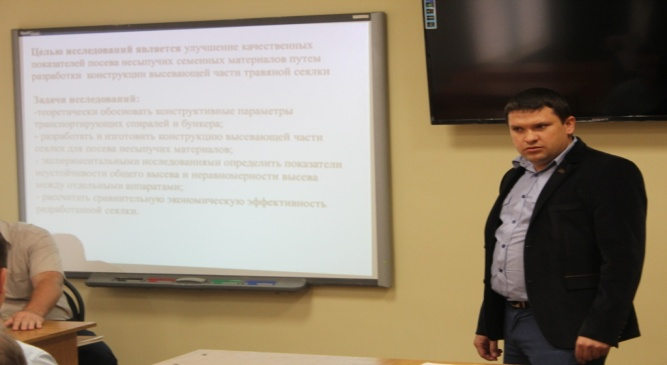 Целью исследований является улучшение качественных
показателей посева несыпучих семенных материалов путем
разработки конструкции высевающей части травяной сеялки
Задачи исследований:
-теоретически обосновать конструктивные параметры
транспортирующих спиралей и бункера;
- разработать и изготовить конструкцию высевающей части
сеялки для посева несыпучих материалов;
- экспериментальными исследованиями определить показатели
неустойчивости общего высева и неравномерности высева
между отдельными аппаратами;
- рассчитать сравнительную экономическую эффективность
разработанной сеялки.